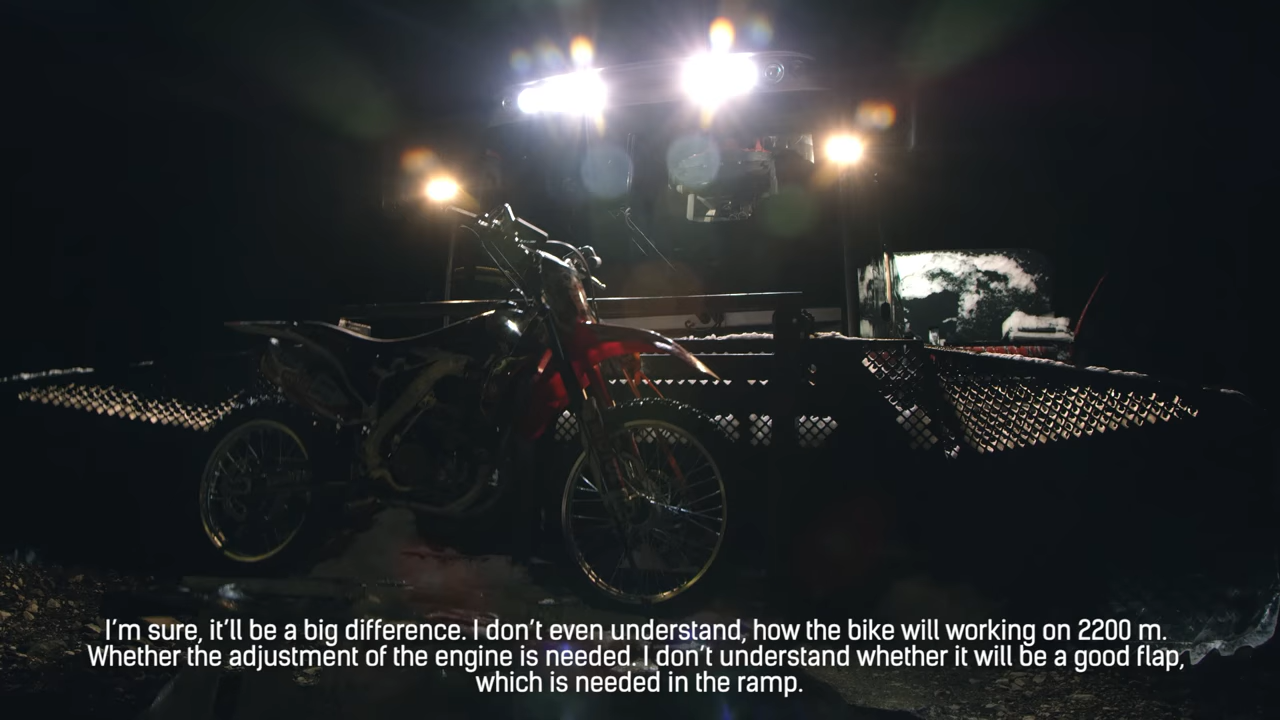 I'm sure, it'll be a big difference. I don't even understand, how the bike will working on 2200 m.
Whether the adjustment of the engine is needed. I don't understand whether it will be a good flap,
which is needed in the ramp.